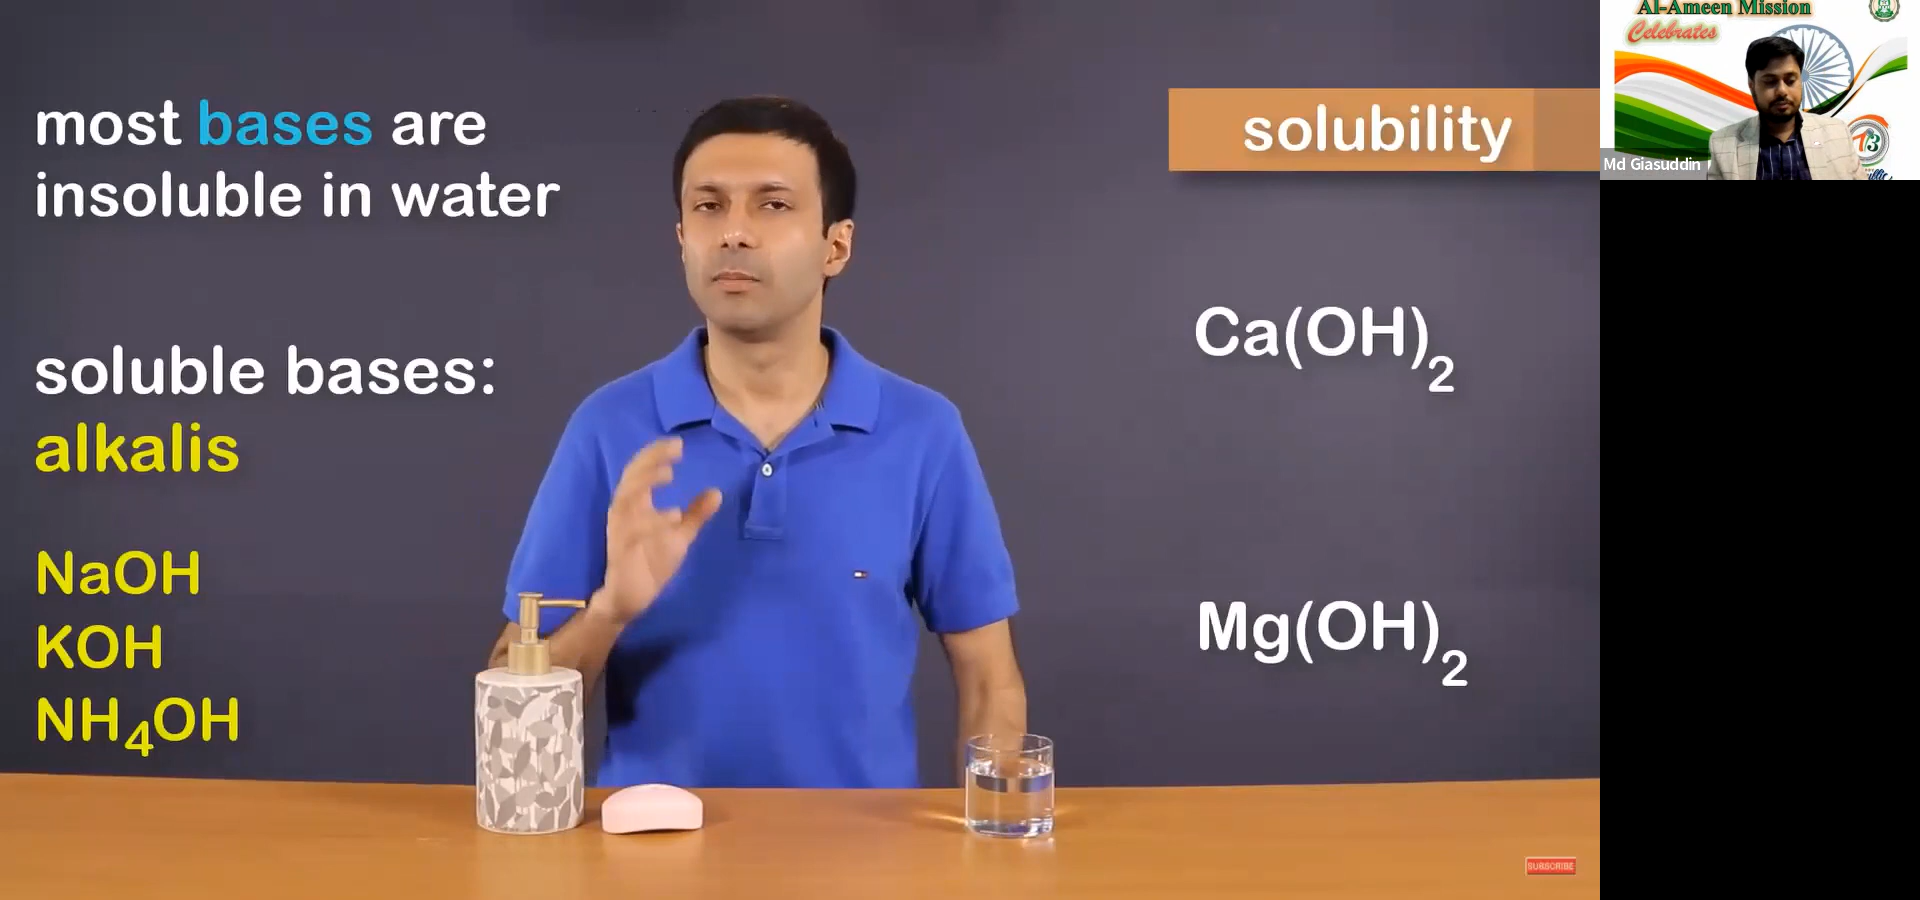 most bases are
insoluble in water
soluble bases:
alkalis
NaOH
KOH
NH₄OH
solubility
Ca(OH)₂
Mg(OH)₂
SUBSCRIBE
Al-Ameen Mission
Celebrates
Md Giasuddin